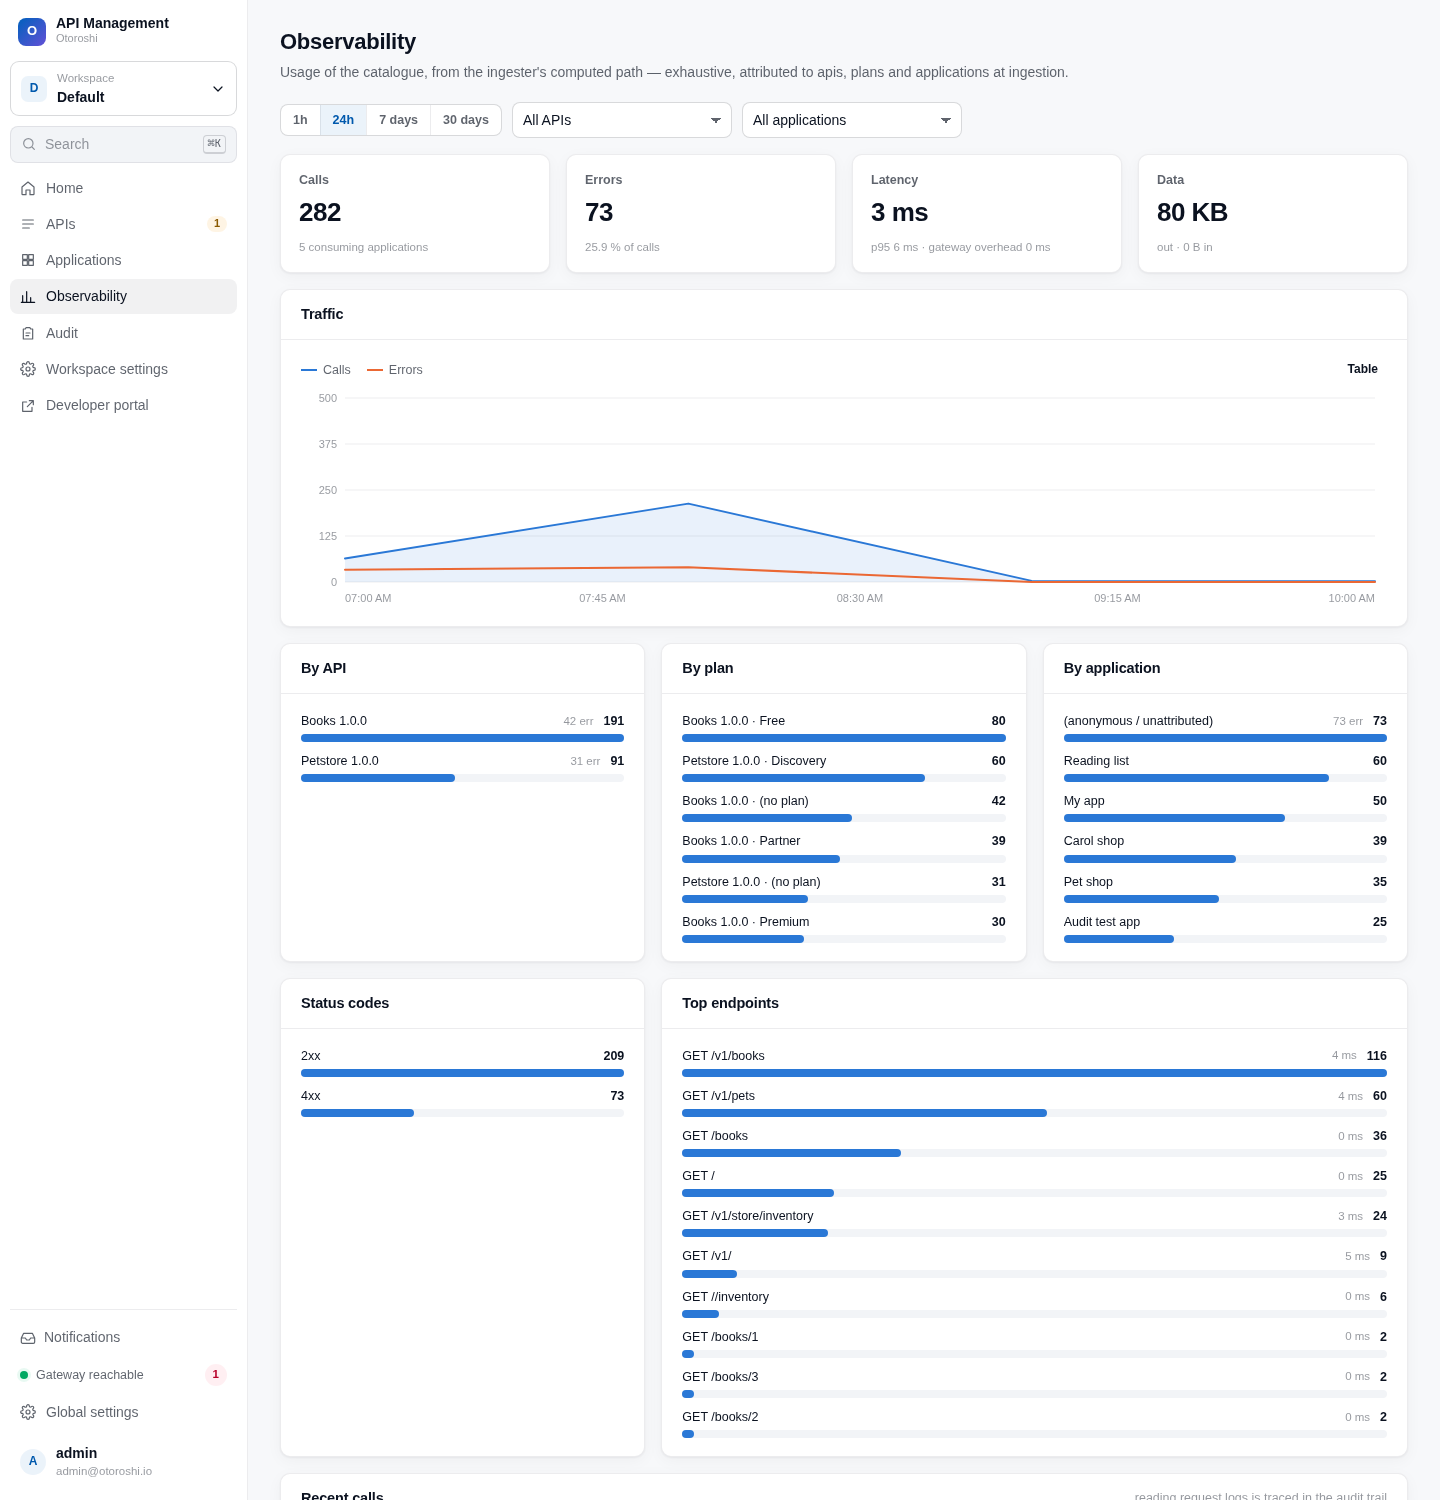 O
API Management
Otoroshi
D
Workspace
Default
Search
⌘K
Home
APIs
1
Applications
Observability
Audit
Workspace settings
Developer portal
Notifications
Gateway reachable
1
Global settings
A
admin
admin@otoroshi.io
Observability
Usage of the catalogue, from the ingester's computed path — exhaustive, attributed to apis, plans and applications at ingestion.
1h 24h 7 days 30 days
All APIs
All applications
Calls
282
5 consuming applications
Errors
73
25.9 % of calls
Latency
3 ms
p95 6 ms · gateway overhead 0 ms
Data
80 KB
out · 0 B in
Traffic
Calls Errors
Table
500
375
250
125
0
07:00 AM 07:45 AM 08:30 AM 09:15 AM 10:00 AM
By API
Books 1.0.0 42 err 191
Petstore 1.0.0 31 err 91
By plan
Books 1.0.0 · Free 80
Petstore 1.0.0 · Discovery 60
Books 1.0.0 · (no plan) 42
Books 1.0.0 · Partner 39
Petstore 1.0.0 · (no plan) 31
Books 1.0.0 · Premium 30
By application
(anonymous / unattributed) 73 err 73
Reading list 60
My app 50
Carol shop 39
Pet shop 35
Audit test app 25
Status codes
2xx 209
4xx 73
Top endpoints
GET /v1/books 4 ms 116
GET /v1/pets 4 ms 60
GET /books 0 ms 36
GET / 0 ms 25
GET /v1/store/inventory 3 ms 24
GET /v1/ 5 ms 9
GET //inventory 0 ms 6
GET /books/1 0 ms 2
GET /books/3 0 ms 2
GET /books/2 0 ms 2
Recent calls
reading request logs is traced in the audit trail